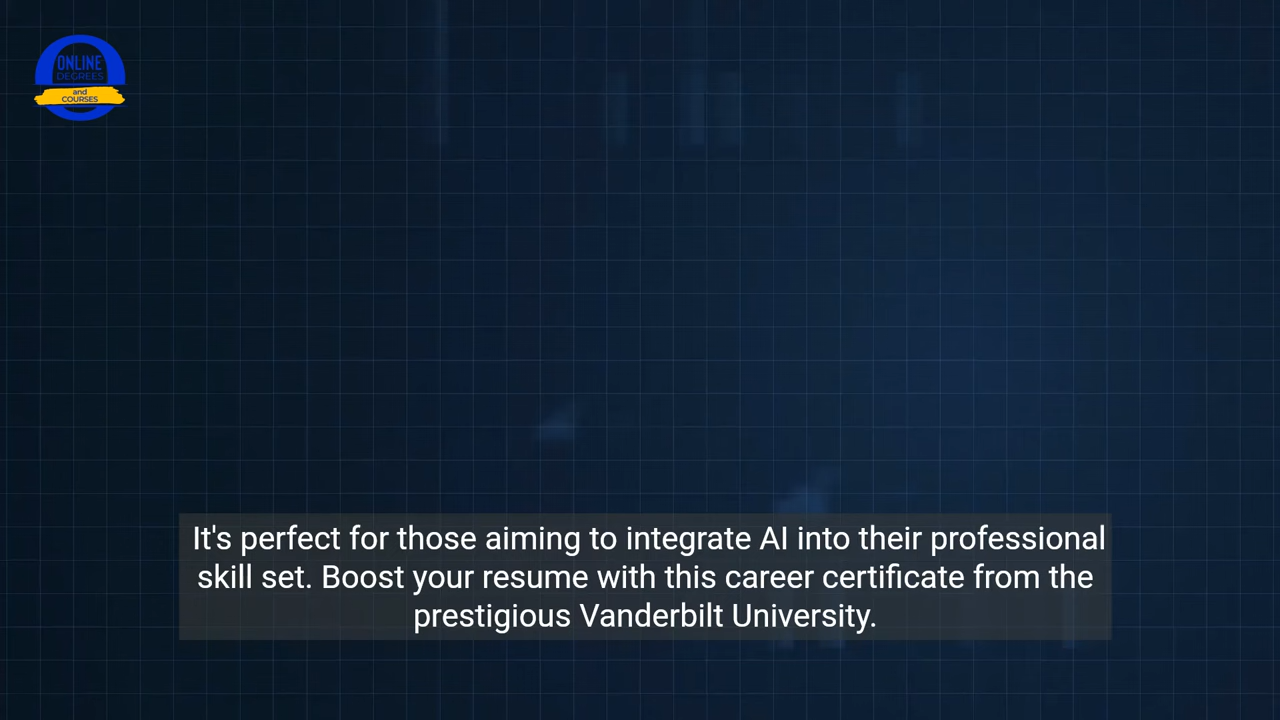 ONLINE
DEGREES
and
COURSES
It's perfect for those aiming to integrate AI into their professional
skill set. Boost your resume with this career certificate from the
prestigious Vanderbilt University.